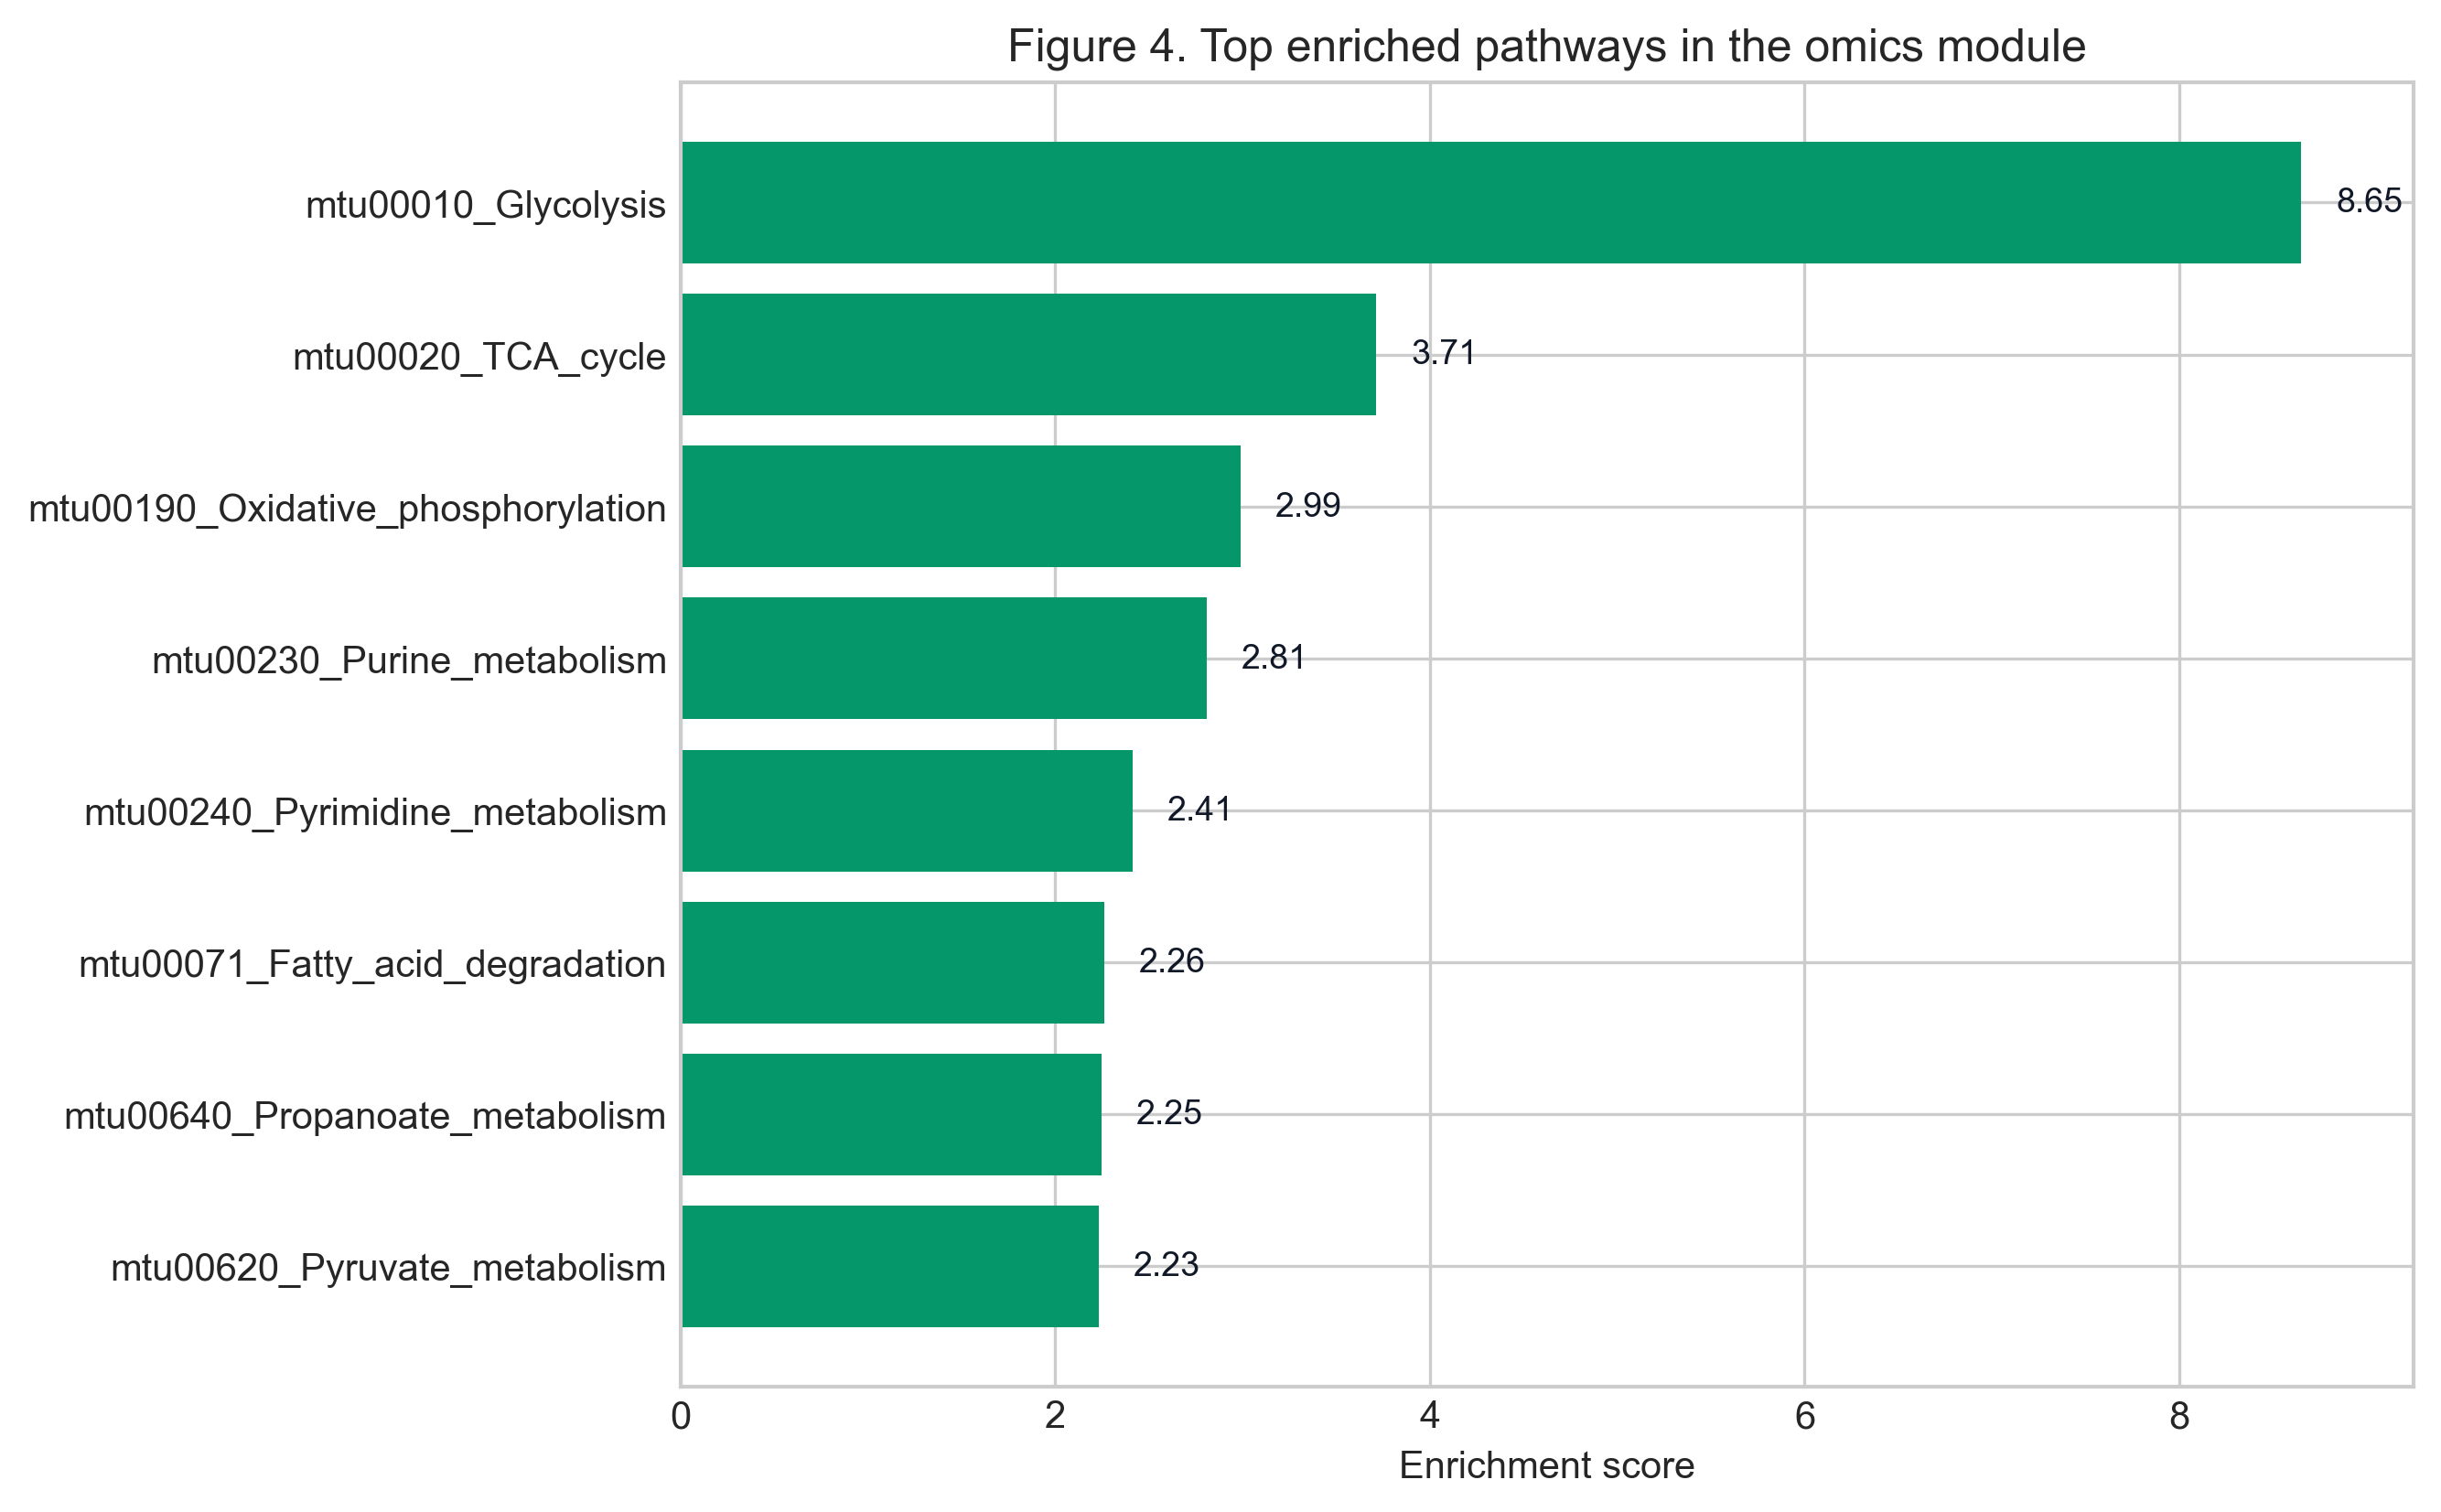 Figure 4. Top enriched pathways in the omics module
mtu00010_Glycolysis 8.65
mtu00020_TCA_cycle 3.71
mtu00190_Oxidative_phosphorylation 2.99
mtu00230_Purine_metabolism 2.81
mtu00240_Pyrimidine_metabolism 2.41
mtu00071_Fatty_acid_degradation 2.26
mtu00640_Propanoate_metabolism 2.25
mtu00620_Pyruvate_metabolism 2.23
0 2 4 6 8
Enrichment score